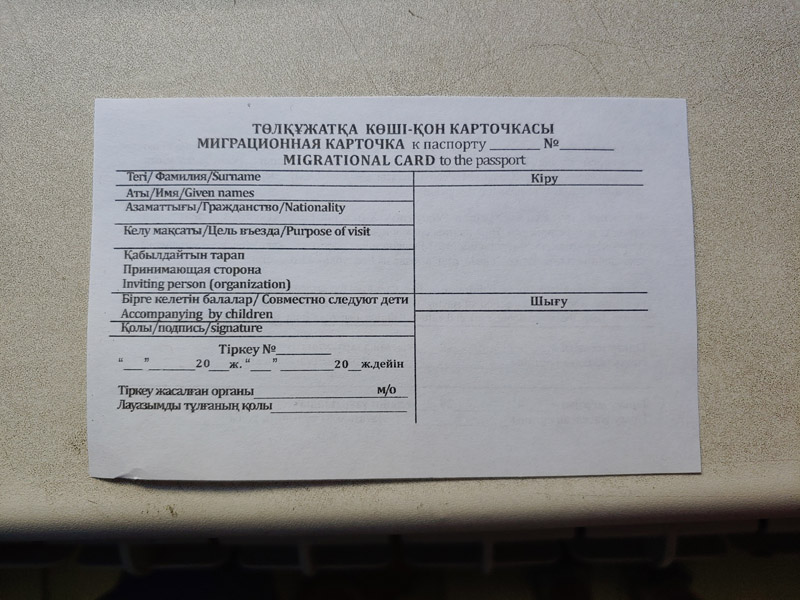 ТӨЛҚҰЖАТҚА КӨШІ-ҚОН КАРТОЧКАСЫ
МИГРАЦИОННАЯ КАРТОЧКА к паспорту ________ №________
MIGRATIONAL CARD to the passport
Тегі/ Фамилия/Surname
Кіру
Аты/Имя/Given names
Азаматтығы/Гражданство/Nationality
Келу мақсаты/Цель въезда/Purpose of visit
Қабылдайтын тарап
Принимающая сторона
Inviting person (organization)
Бірге келетін балалар/ Совместно следуют дети
Шығу
Accompanying by children
Қолы/подпись/signature
Тіркеу №________
“___ ”________20___ж. “___” ________20__ж.дейін
Тіркеу жасалған органы____________________ м/о
Лауазымды тұлғаның қолы____________________